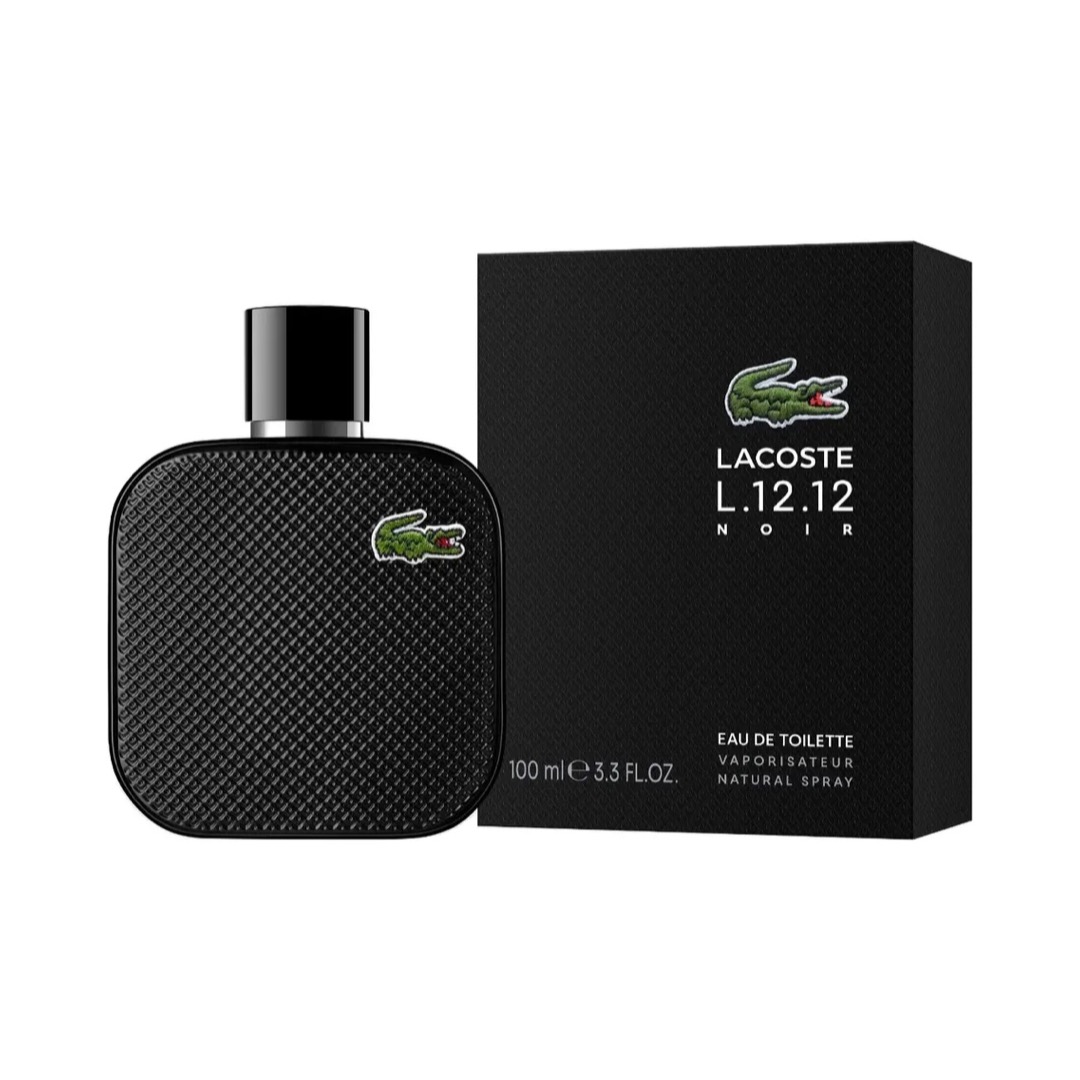 LACOSTE
L.12.12
NOIR
EAU DE TOILETTE
VAPORISATEUR
NATURAL SPRAY
100 ml ℮ 3.3 FL.OZ.